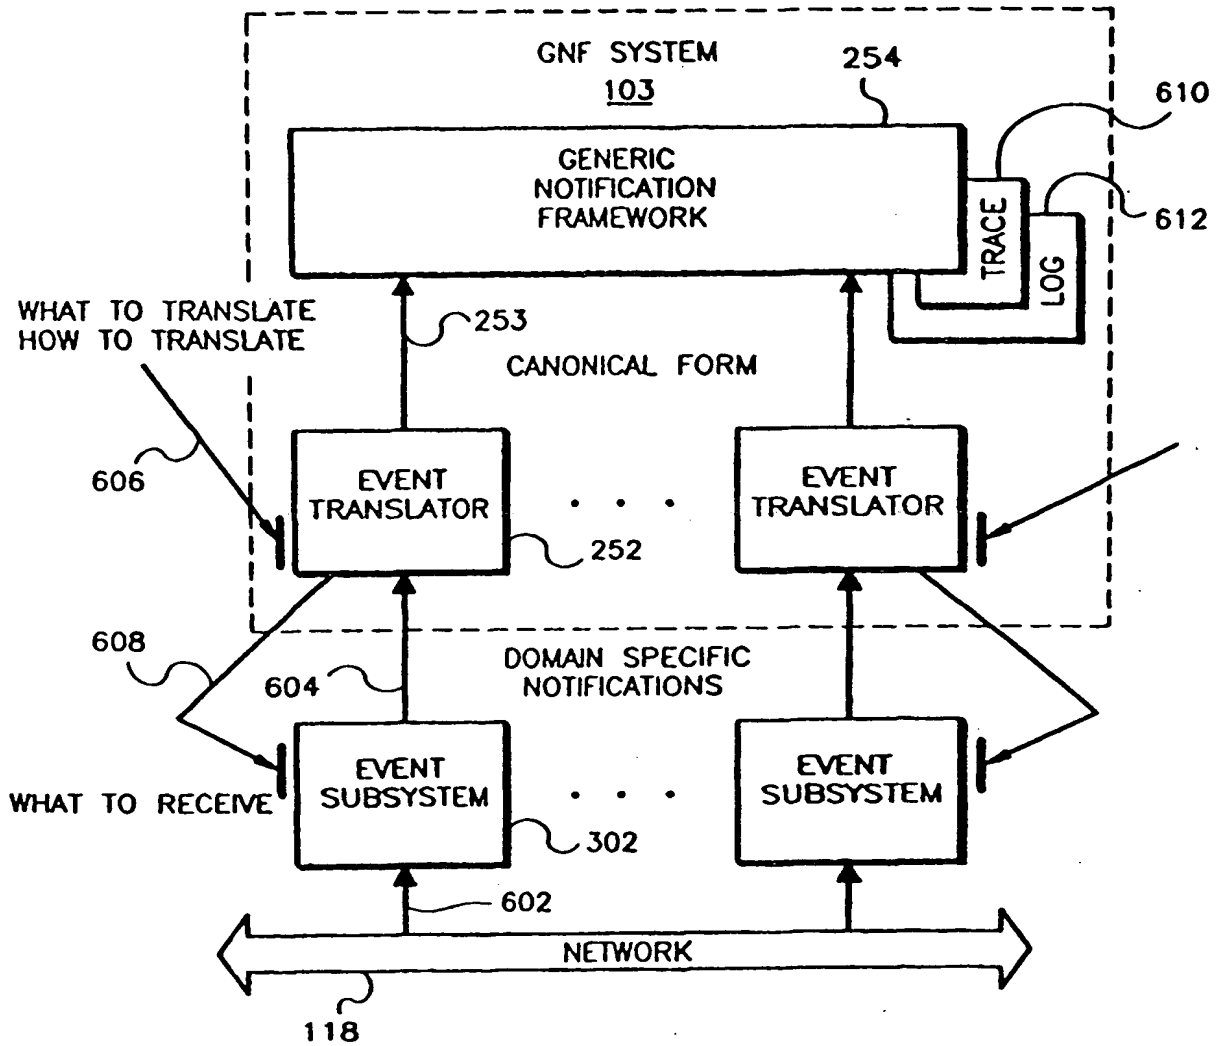 GNF SYSTEM
103
254
610
612
GENERIC
NOTIFICATION
FRAMEWORK
TRACE
LOG
WHAT TO TRANSLATE
HOW TO TRANSLATE
253
CANONICAL FORM
606
EVENT
TRANSLATOR
. . .
EVENT
TRANSLATOR
252
608
604
DOMAIN SPECIFIC
NOTIFICATIONS
WHAT TO RECEIVE
EVENT
SUBSYSTEM
. . .
EVENT
SUBSYSTEM
302
602
NETWORK
118